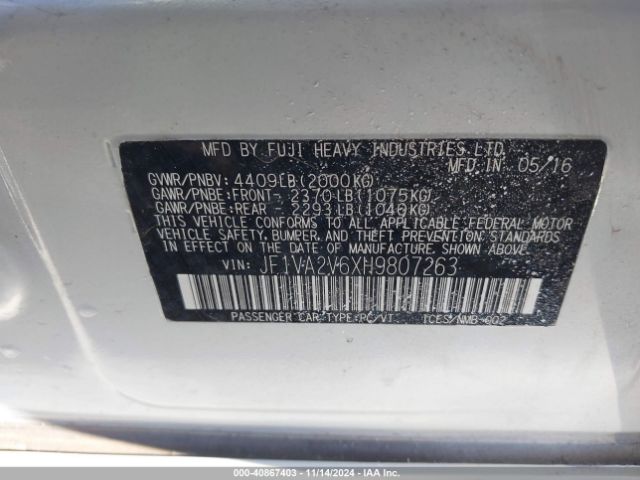 MFD BY FUJI HEAVY INDUSTRIES LTD.
MFD IN: 05/16
GVWR/PNBV: 4409LB (2000KG)
GAWR/PNBE:FRONT- 2370LB (1075KG)
GAWR/PNBE:REAR - 2293LB (1040KG)
THIS VEHICLE CONFORMS TO ALL APPLICABLE FEDERAL MOTOR
VEHICLE SAFETY, BUMPER, AND THEFT PREVENTION STANDARDS
IN EFFECT ON THE DATE OF MANUFACTURE SHOWN ABOVE.
VIN: JF1VA2V6XH9807263
PASSENGER CAR/TYPE:PC/VT ICES/NMB-002
000-40867403 - 11/14/2024 - IAAI.COM